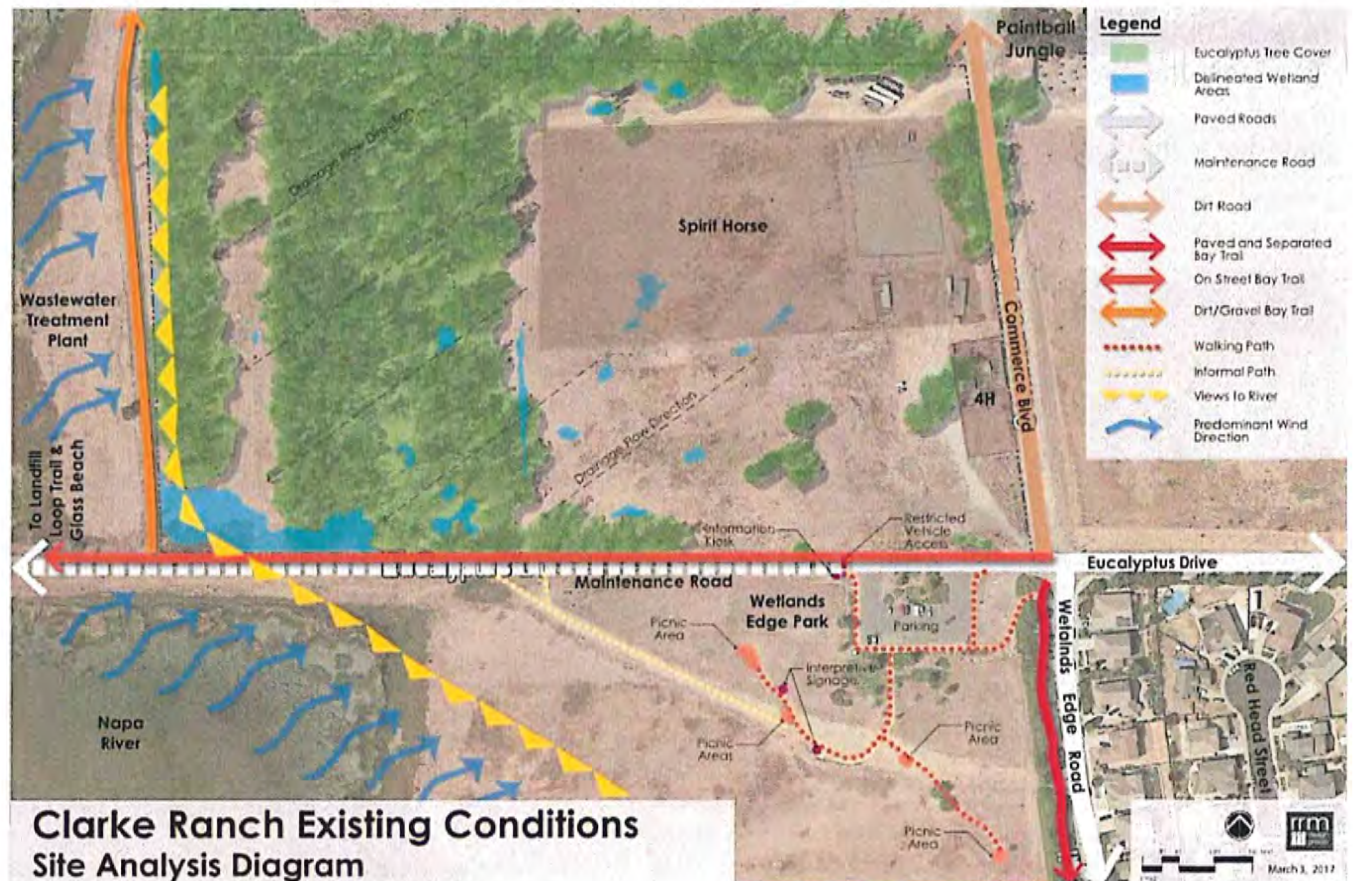 Paintball
Jungle
Legend
Eucalyptus Tree Cover
Delineated Wetland
Areas
Paved Roads
Maintenance Road
Dirt Road
Paved and Separated
Bay Trail
On Street Bay Trail
Dirt/Gravel Bay Trail
Walking Path
Informal Path
Views to River
Predominant Wind
Direction
Drainage Flow Direction
Spirit Horse
Wastewater
Treatment
Plant
Commerce Blvd
4H
Drainage Flow Direction
To Landfill
Loop Trail &
Glass Beach
Information
Kiosk
Restricted
Vehicle
Access
Eucalyptus Drive
Maintenance Road
Wetlands
Edge Park
Parking
Picnic
Area
Interpretive
Signage
Wetalnds Edge Road
Red Head Street
Napa
River
Picnic
Areas
Picnic
Area
Picnic
Area
Clarke Ranch Existing Conditions
Site Analysis Diagram
rrm
design
group
March 3, 2017